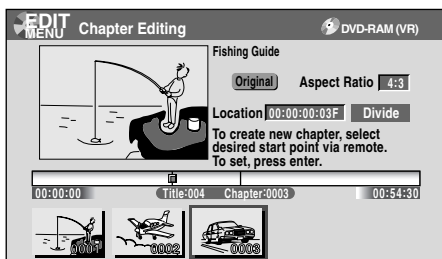 EDIT
MENU
Chapter Editing
DVD-RAM (VR)
Fishing Guide
Original
Aspect Ratio 4:3
Location 00:00:00:03F Divide
To create new chapter, select
desired start point via remote.
To set, press enter.
00:00:00 Title:004 Chapter:0003 00:54:30
0001 0002 0003